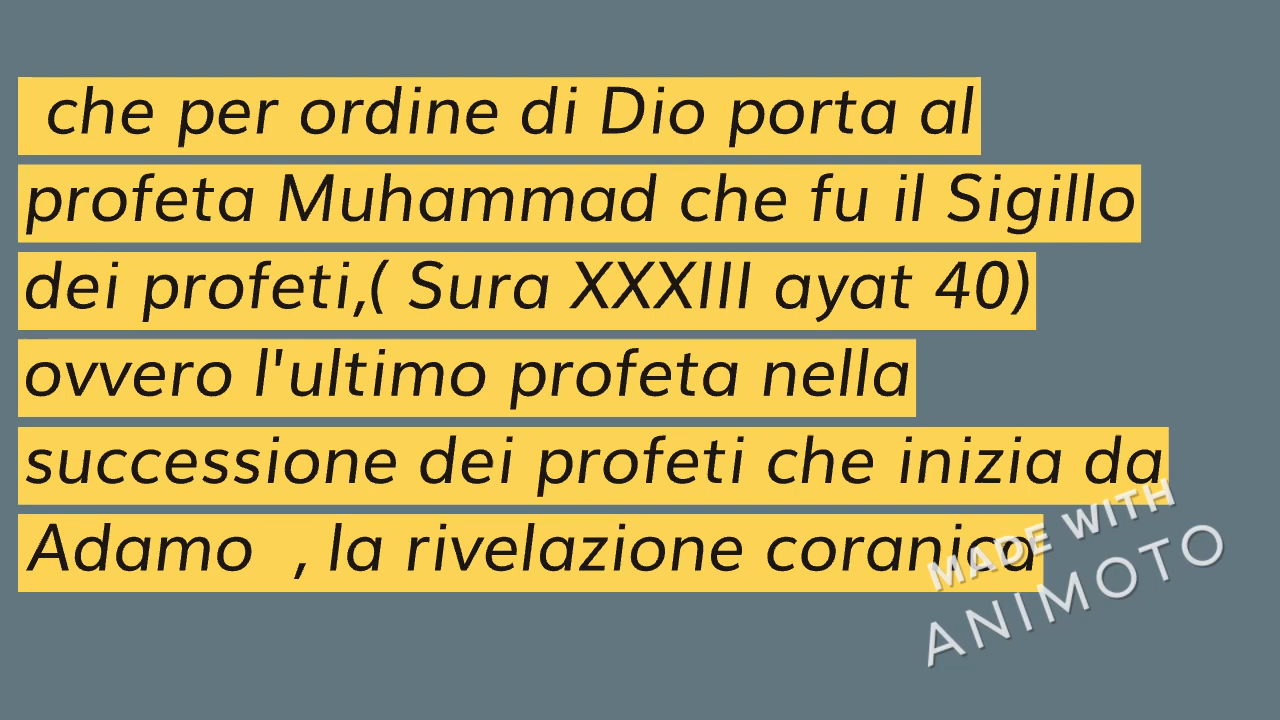 che per ordine di Dio porta al
profeta Muhammad che fu il Sigillo
dei profeti,( Sura XXXIII ayat 40)
ovvero l'ultimo profeta nella
successione dei profeti che inizia da
Adamo  , la rivelazione coranica
MADE WITH
ANIMOTO